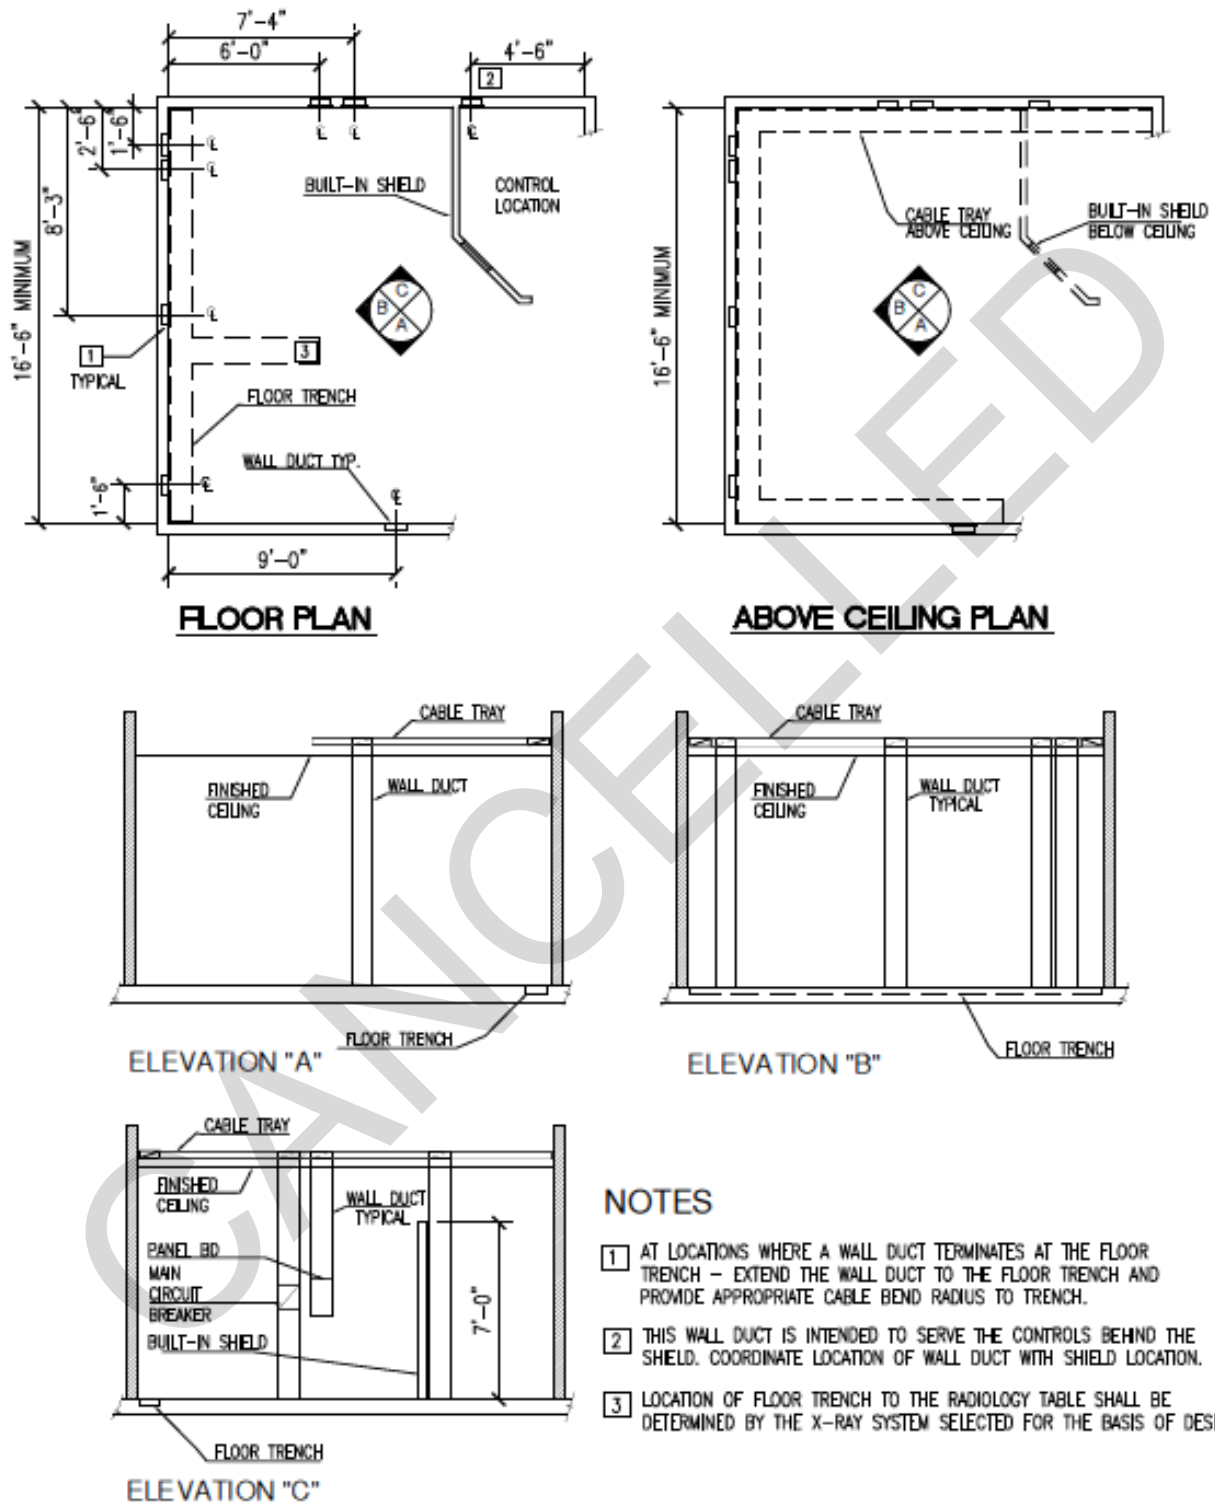 7'-4"
6'-0"
4'-6"
2
2'-6"
1'-6"
8'-3"
16'-6" MINIMUM
℄
℄
℄
℄
℄
℄
℄
℄
BUILT-IN SHIELD
CONTROL
LOCATION
C
B
A
1
TYPICAL
3
FLOOR TRENCH
WALL DUCT TYP.
1'-6"
9'-0"
FLOOR PLAN
16'-6" MINIMUM
CABLE TRAY
ABOVE CEILING
BUILT-IN SHEILD
BELOW CEILING
C
B
A
ABOVE CEILING PLAN
CANCELLED
CABLE TRAY
FINISHED
CEILING
WALL DUCT
FLOOR TRENCH
ELEVATION "A"
CABLE TRAY
FINISHED
CEILING
WALL DUCT
TYPICAL
FLOOR TRENCH
ELEVATION "B"
CABLE TRAY
FINISHED
CEILING
WALL DUCT
TYPICAL
PANEL BD
MAIN
CIRCUIT
BREAKER
BUILT-IN SHIELD
7'-0"
FLOOR TRENCH
ELEVATION "C"
NOTES
1 AT LOCATIONS WHERE A WALL DUCT TERMINATES AT THE FLOOR
TRENCH – EXTEND THE WALL DUCT TO THE FLOOR TRENCH AND
PROVIDE APPROPRIATE CABLE BEND RADIUS TO TRENCH.
2 THIS WALL DUCT IS INTENDED TO SERVE THE CONTROLS BEHIND THE
SHIELD. COORDINATE LOCATION OF WALL DUCT WITH SHIELD LOCATION.
3 LOCATION OF FLOOR TRENCH TO THE RADIOLOGY TABLE SHALL BE
DETERMINED BY THE X-RAY SYSTEM SELECTED FOR THE BASIS OF DES